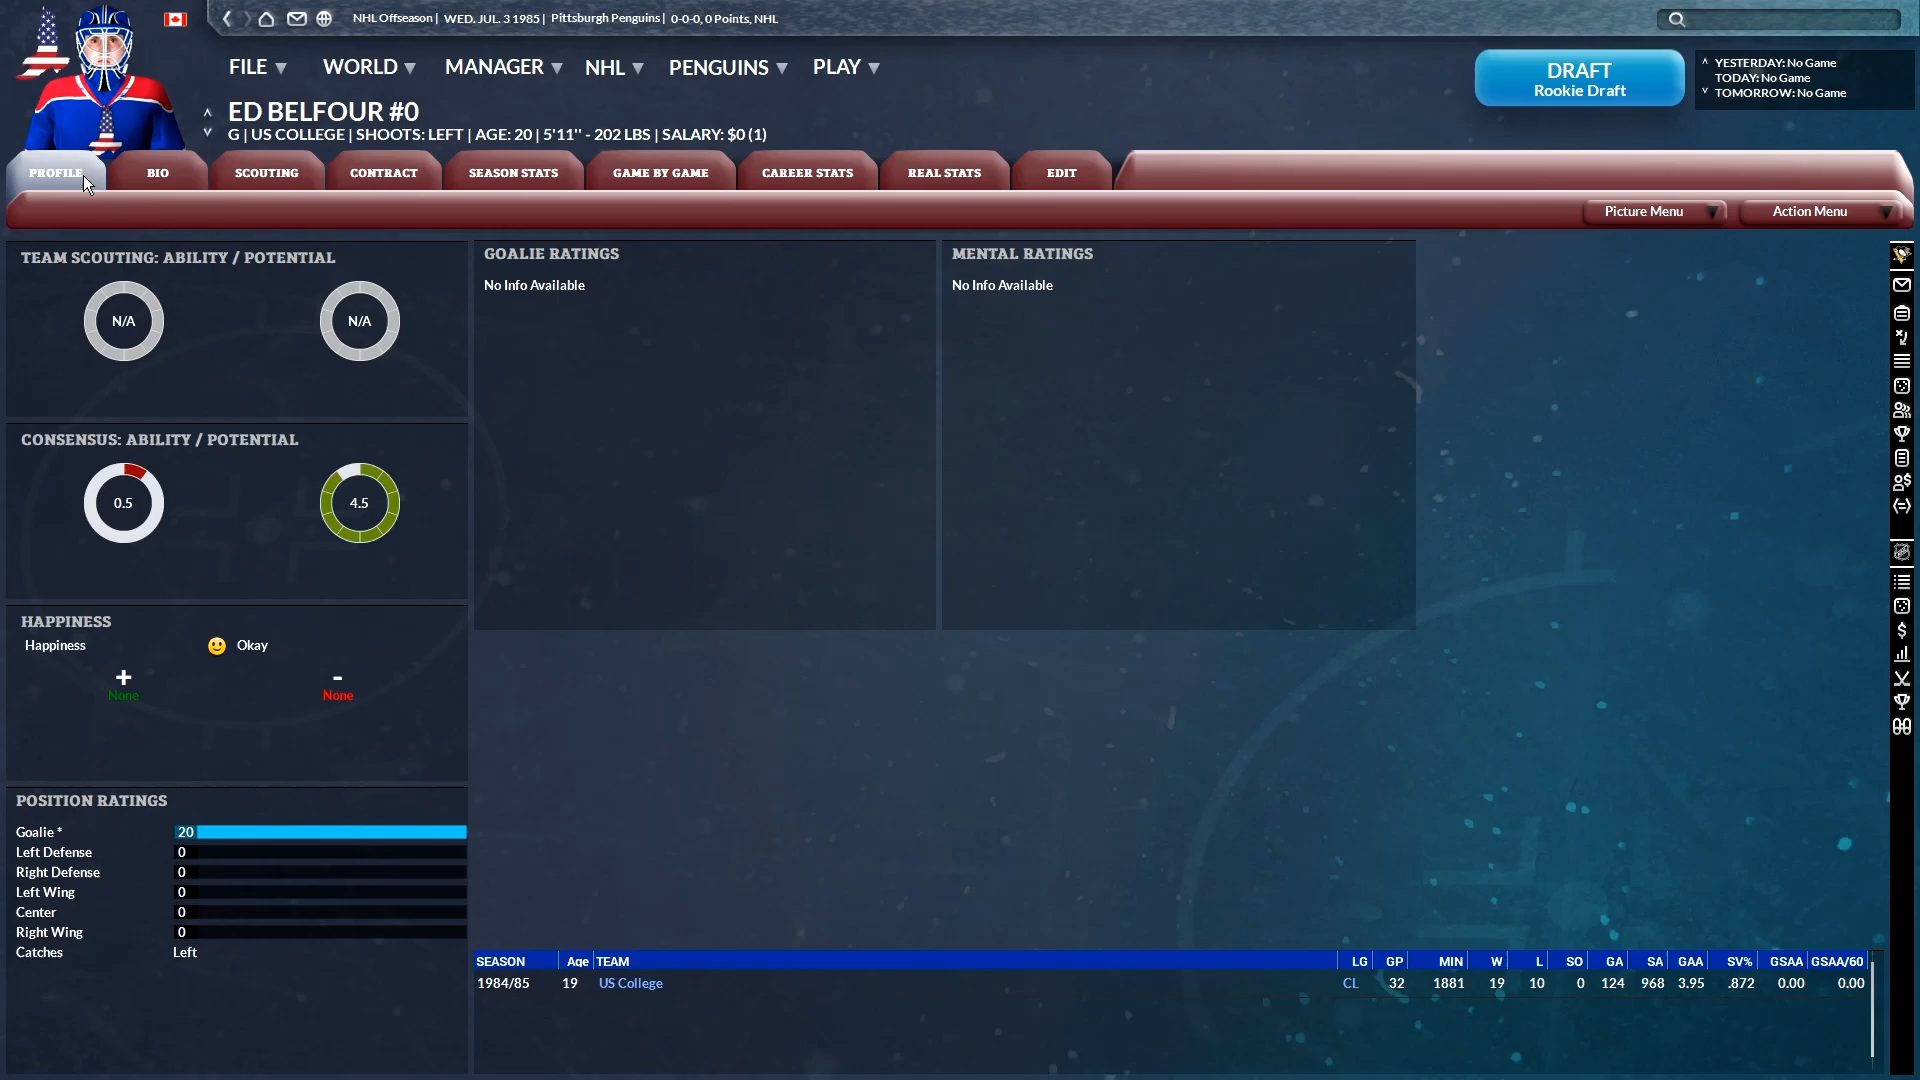 NHL Offseason | WED. JUL. 3 1985 | Pittsburgh Penguins | 0-0-0, 0 Points, NHL
FILE WORLD MANAGER NHL PENGUINS PLAY
DRAFT
Rookie Draft
YESTERDAY: No Game
TODAY: No Game
TOMORROW: No Game
ED BELFOUR #0
G | US COLLEGE | SHOOTS: LEFT | AGE: 20 | 5'11'' - 202 LBS | SALARY: $0 (1)
PROFILE BIO SCOUTING CONTRACT SEASON STATS GAME BY GAME CAREER STATS REAL STATS EDIT
Picture Menu Action Menu
TEAM SCOUTING: ABILITY / POTENTIAL
N/A N/A
CONSENSUS: ABILITY / POTENTIAL
0.5 4.5
HAPPINESS
Happiness Okay
+ -
None None
POSITION RATINGS
Goalie * 20
Left Defense 0
Right Defense 0
Left Wing 0
Center 0
Right Wing 0
Catches Left
GOALIE RATINGS
No Info Available
MENTAL RATINGS
No Info Available
SEASON Age TEAM LG GP MIN W L SO GA SA GAA SV% GSAA GSAA/60
1984/85 19 US College CL 32 1881 19 10 0 124 968 3.95 .872 0.00 0.00